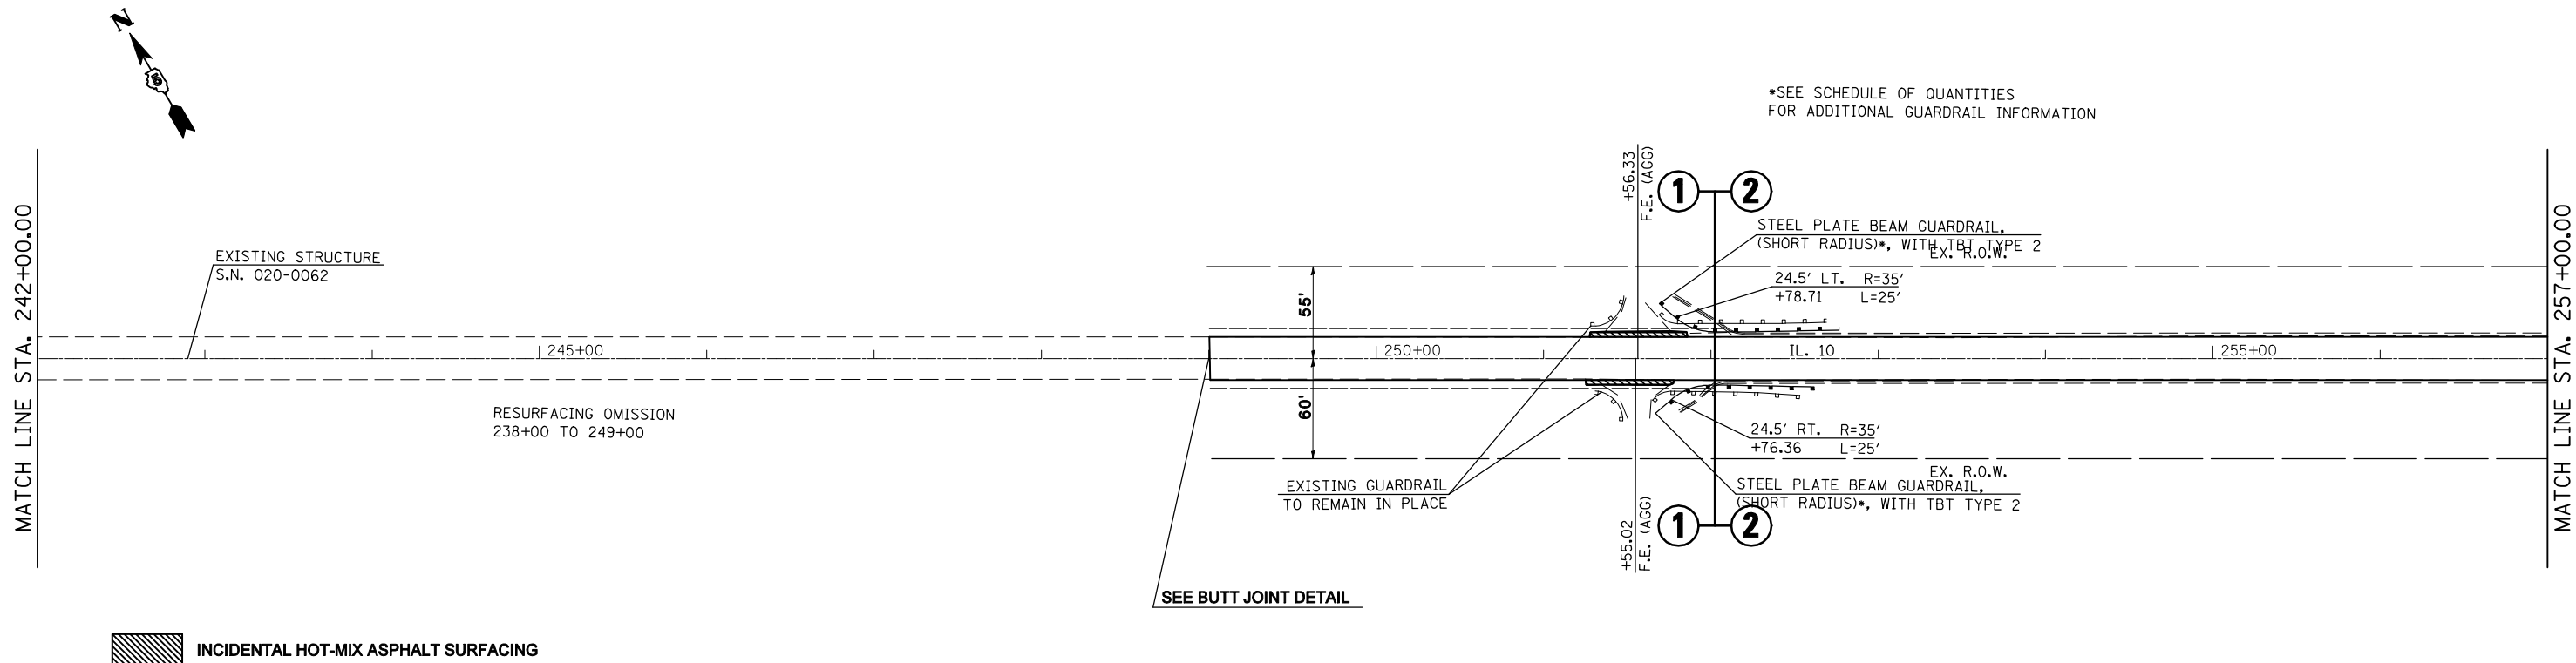 N
5
*SEE SCHEDULE OF QUANTITIES
FOR ADDITIONAL GUARDRAIL INFORMATION
MATCH LINE STA. 242+00.00
EXISTING STRUCTURE
S.N. 020-0062
+56.33
F.E. (AGG)
1
2
STEEL PLATE BEAM GUARDRAIL,
(SHORT RADIUS)*, WITH TBT TYPE 2
EX. R.O.W.
24.5' LT. R=35'
+78.71 L=25'
55'
245+00
250+00
IL. 10
255+00
MATCH LINE STA. 257+00.00
RESURFACING OMISSION
238+00 TO 249+00
60'
24.5' RT. R=35'
+76.36 L=25'
EX. R.O.W.
EXISTING GUARDRAIL
TO REMAIN IN PLACE
STEEL PLATE BEAM GUARDRAIL,
(SHORT RADIUS)*, WITH TBT TYPE 2
+55.02
F.E. (AGG)
1
2
SEE BUTT JOINT DETAIL
INCIDENTAL HOT-MIX ASPHALT SURFACING